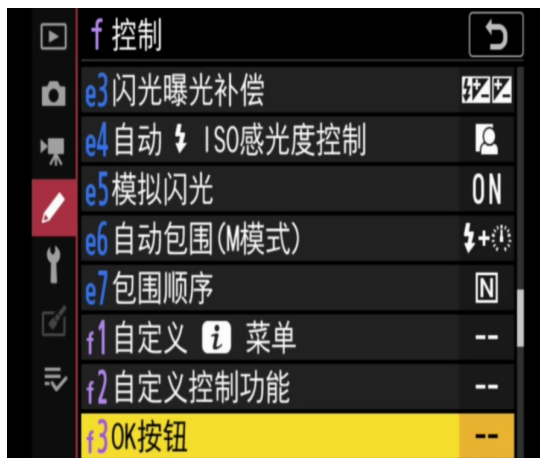 f 控制
e3 闪光曝光补偿
e4 自动 ISO感光度控制
e5 模拟闪光 ON
e6 自动包围(M模式)
e7 包围顺序 N
f1 自定义 i 菜单 --
f2 自定义控制功能 --
f3 OK按钮 --